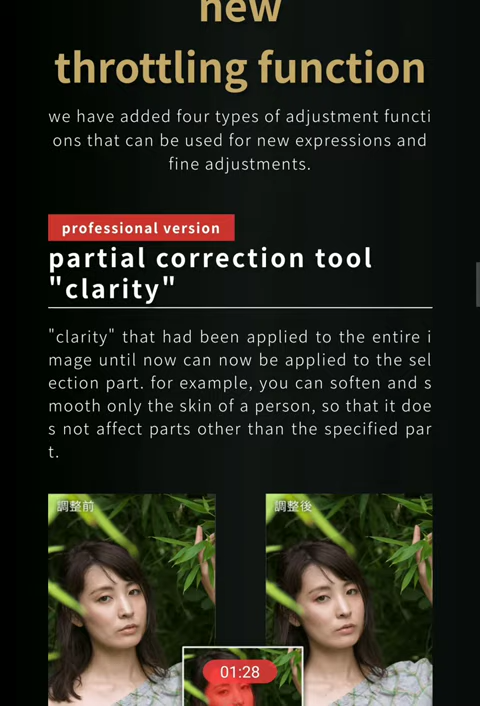 new
throttling function
we have added four types of adjustment functi
ons that can be used for new expressions and
fine adjustments.
professional version
partial correction tool
"clarity"
"clarity" that had been applied to the entire i
mage until now can now be applied to the sel
ection part. for example, you can soften and s
mooth only the skin of a person, so that it doe
s not affect parts other than the specified par
t.
調整前
調整後
01:28